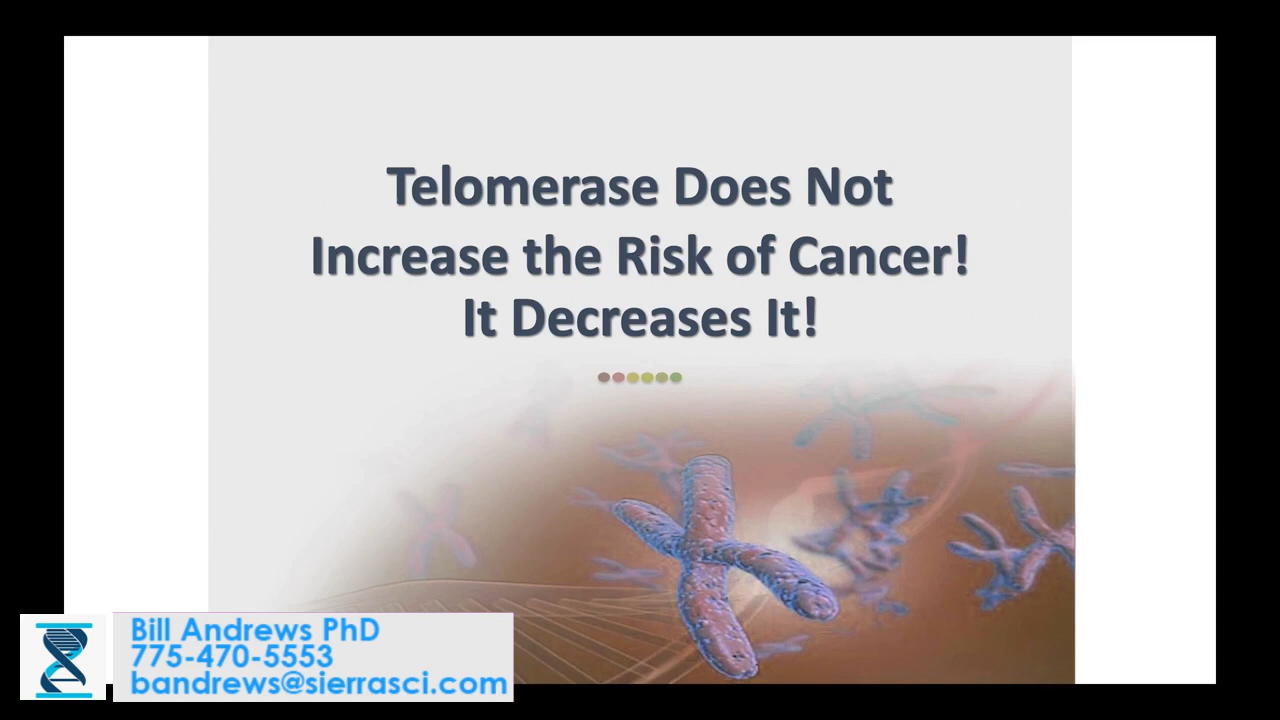 Telomerase Does Not
Increase the Risk of Cancer!
It Decreases It!
Bill Andrews PhD
775-470-5553
bandrews@sierrasci.com